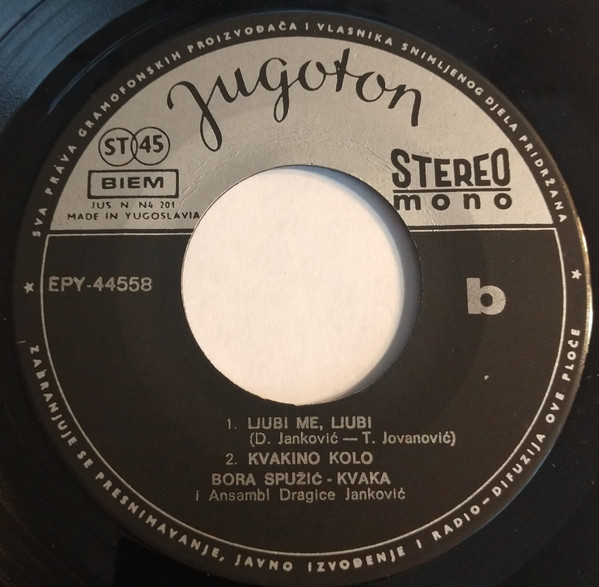 SVA PRAVA GRAMOFONSKIH PROIZVOĐAČA I VLASNIKA SNIMLJENOG DJELA PRIDRŽANA
Jugoton
ST 45
BIEM
JUS N N4 201
MADE IN YUGOSLAVIA
STEREO
mono
EPY-44558
b
1. LJUBI ME, LJUBI
(D. Janković — T. Jovanović)
2. KVAKINO KOLO
BORA SPUŽIĆ - KVAKA
i Ansambl Dragice Janković
ZABRANJUJE SE PRESNIMAVANJE, JAVNO IZVOĐENJE I RADIO-DIFUZIJA OVE PLOČE